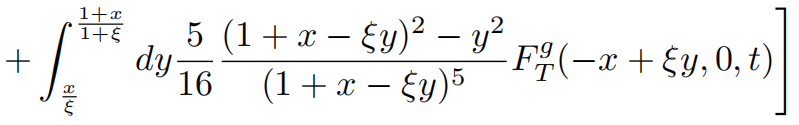 $+ \int_{\frac{x}{\xi}}^{\frac{1+x}{1+\xi}} dy \frac{5}{16} \frac{(1+x-\xi y)^2 - y^2}{(1+x-\xi y)^5} F_T^g(-x+\xi y, 0, t) \Bigg]$